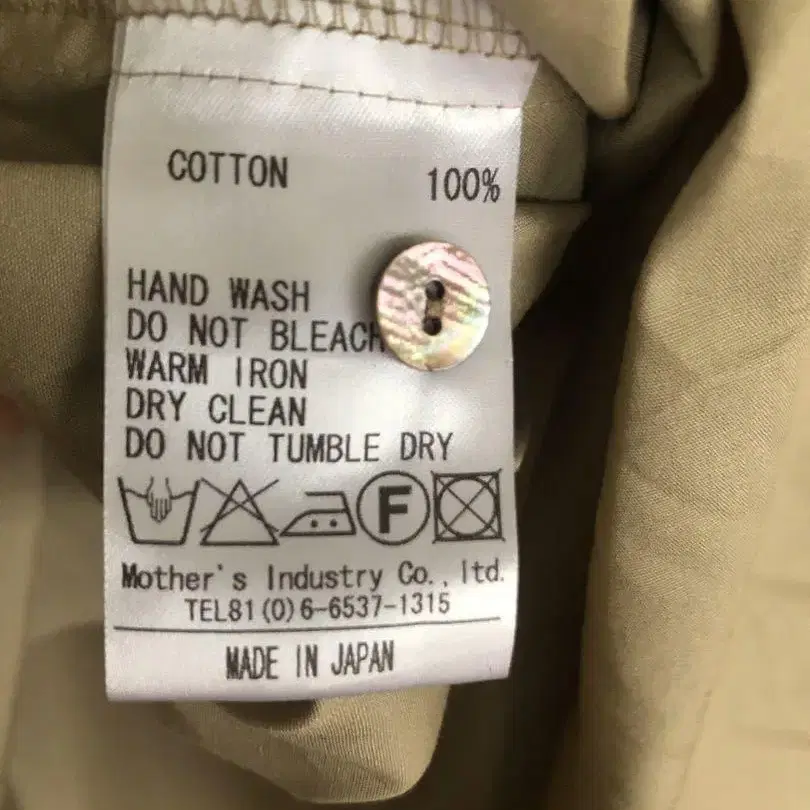 COTTON 100%
HAND WASH
DO NOT BLEACH
WARM IRON
DRY CLEAN
DO NOT TUMBLE DRY
F
Mother's Industry Co., ltd.
TEL81(0)6-6537-1315
MADE IN JAPAN